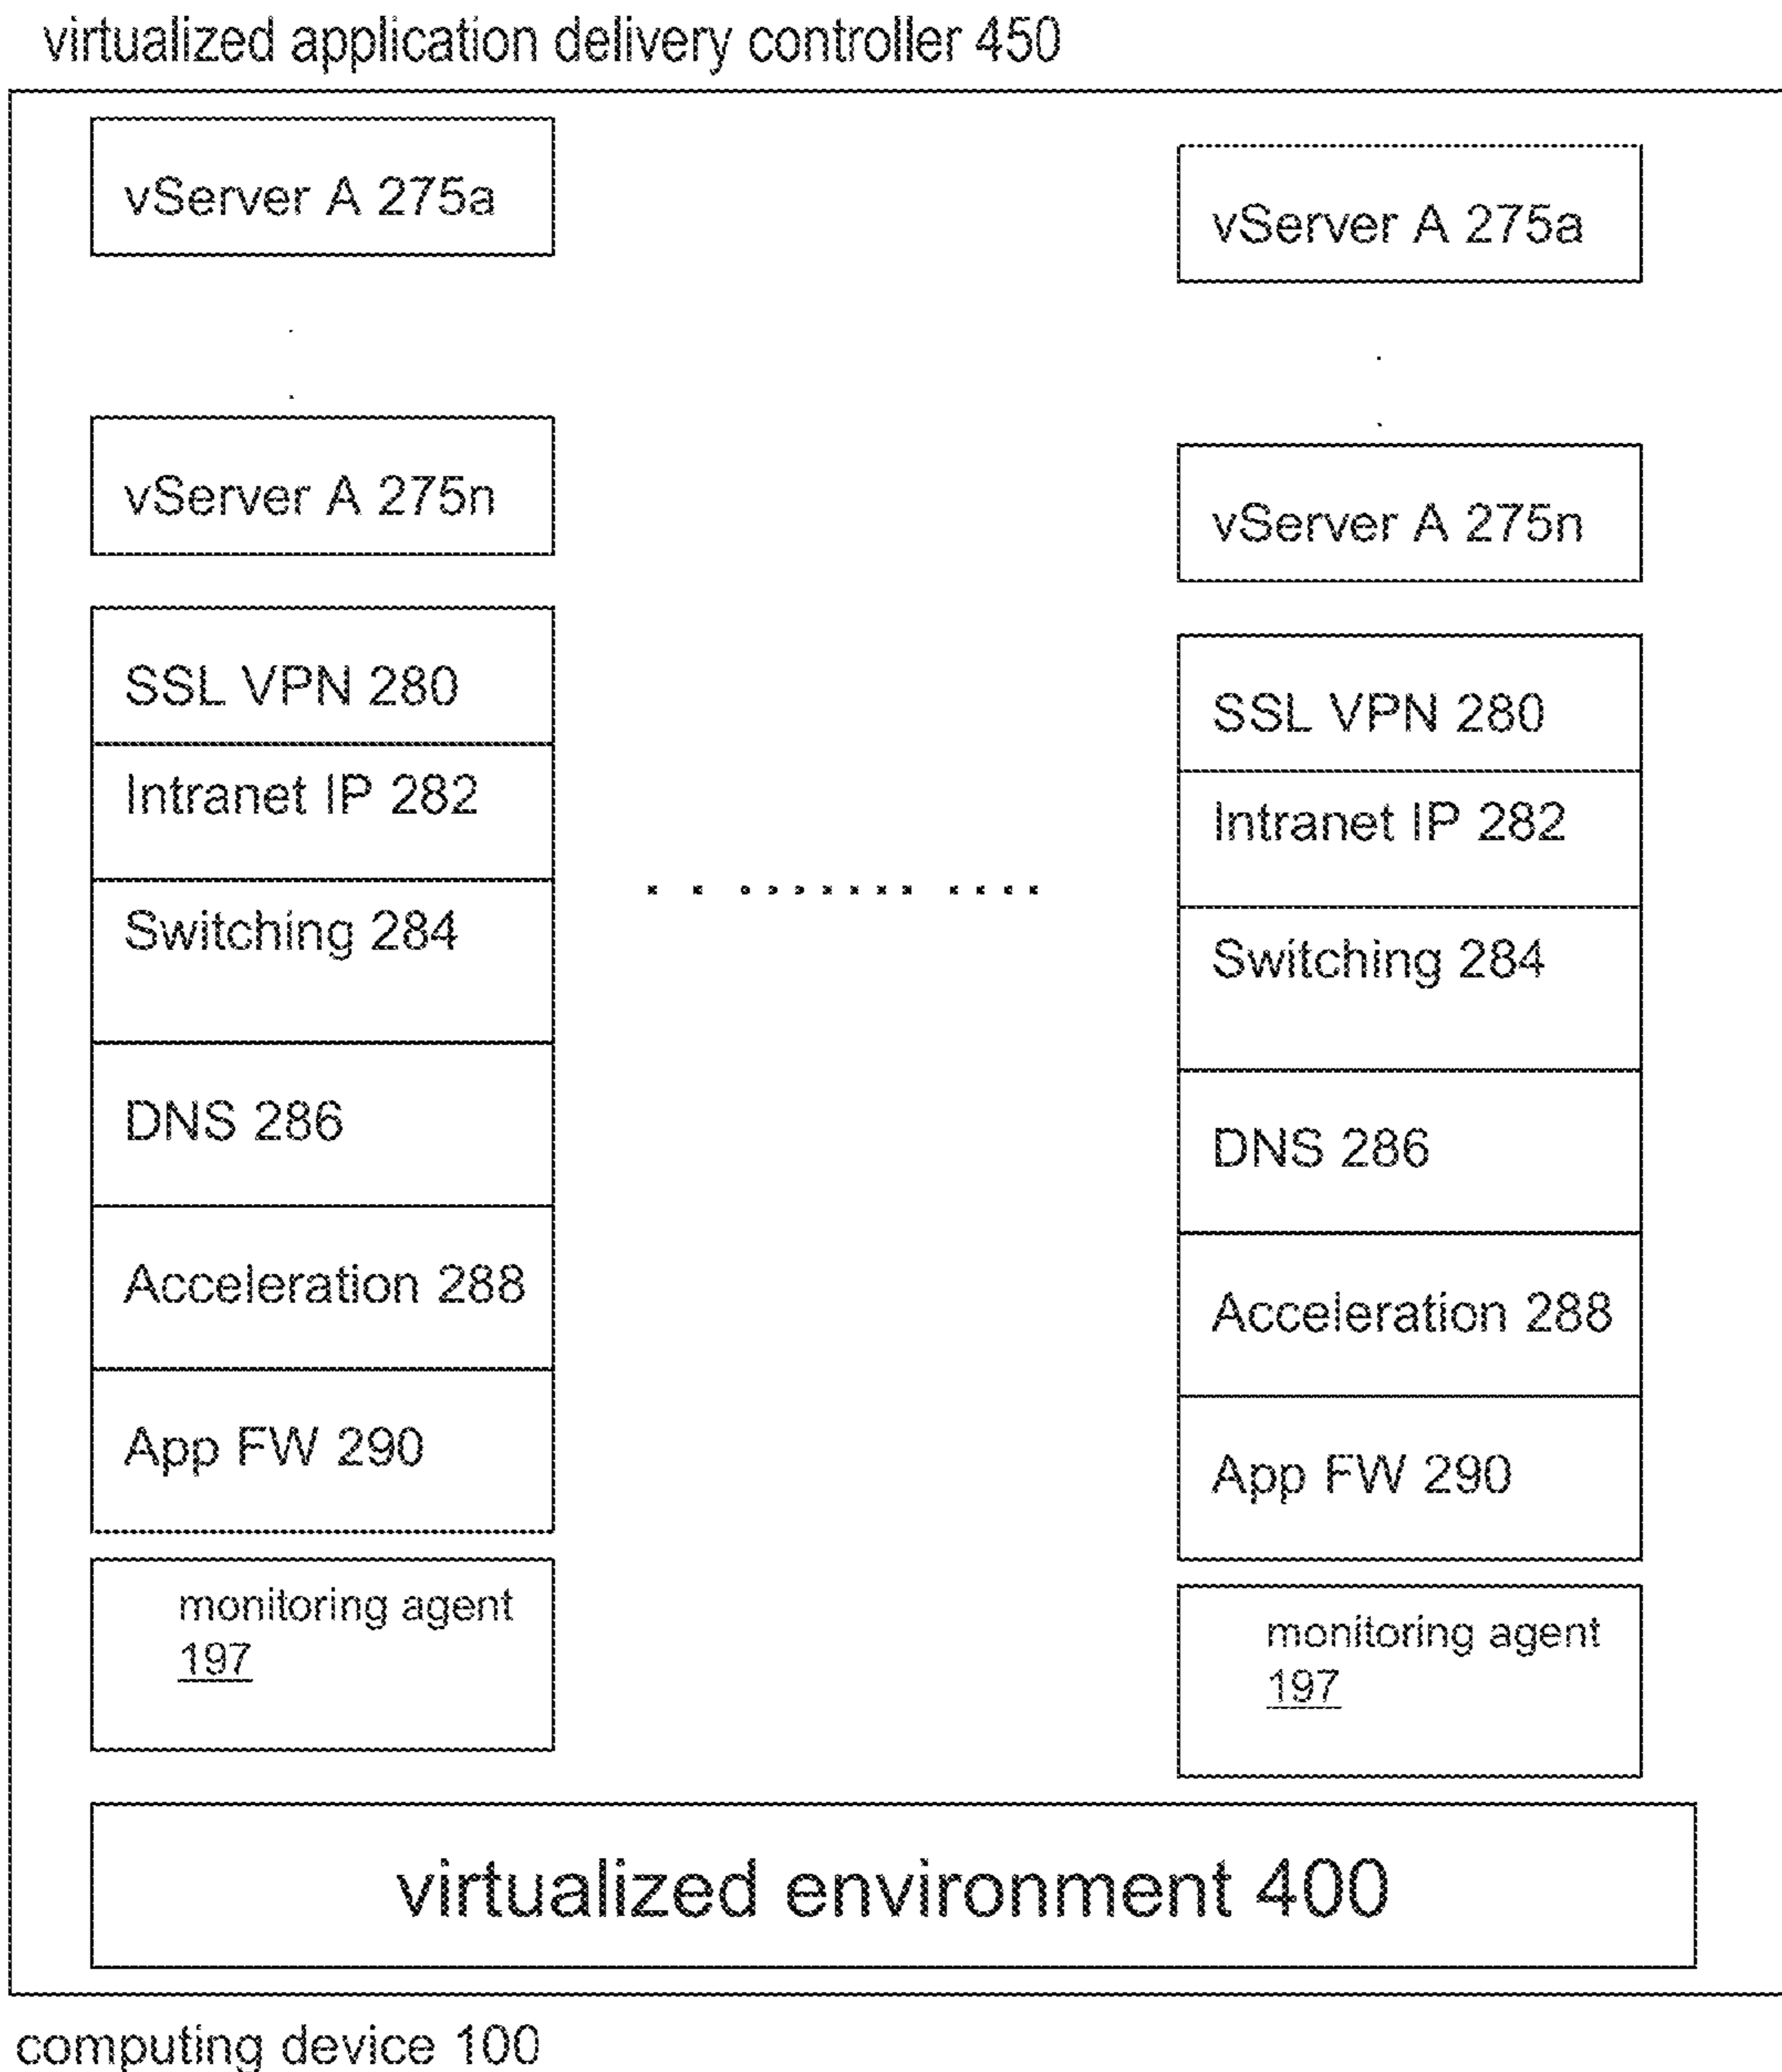 virtualized application delivery controller 450
vServer A 275a
vServer A 275n
SSL VPN 280
Intranet IP 282
Switching 284
DNS 286
Acceleration 288
App FW 290
monitoring agent
197
vServer A 275a
vServer A 275n
SSL VPN 280
Intranet IP 282
Switching 284
DNS 286
Acceleration 288
App FW 290
monitoring agent
197
virtualized environment 400
computing device 100